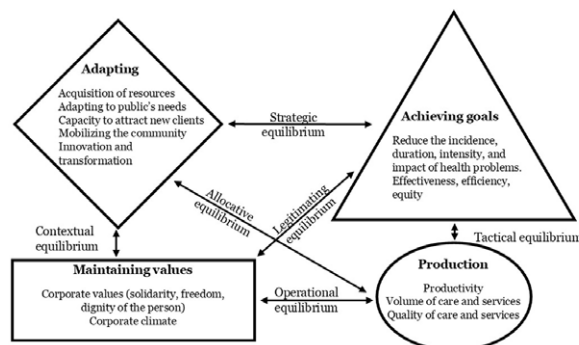 Adapting
Acquisition of resources
Adapting to public's needs
Capacity to attract new clients
Mobilizing the community
Innovation and
transformation
Strategic
equilibrium
Achieving goals
Reduce the incidence,
duration, intensity, and
impact of health problems.
Effectiveness, efficiency,
equity
Allocative
equilibrium
Legitimating
equilibrium
Contextual
equilibrium
Tactical equilibrium
Maintaining values
Corporate values (solidarity, freedom,
dignity of the person)
Corporate climate
Operational
equilibrium
Production
Productivity
Volume of care and services
Quality of care and services